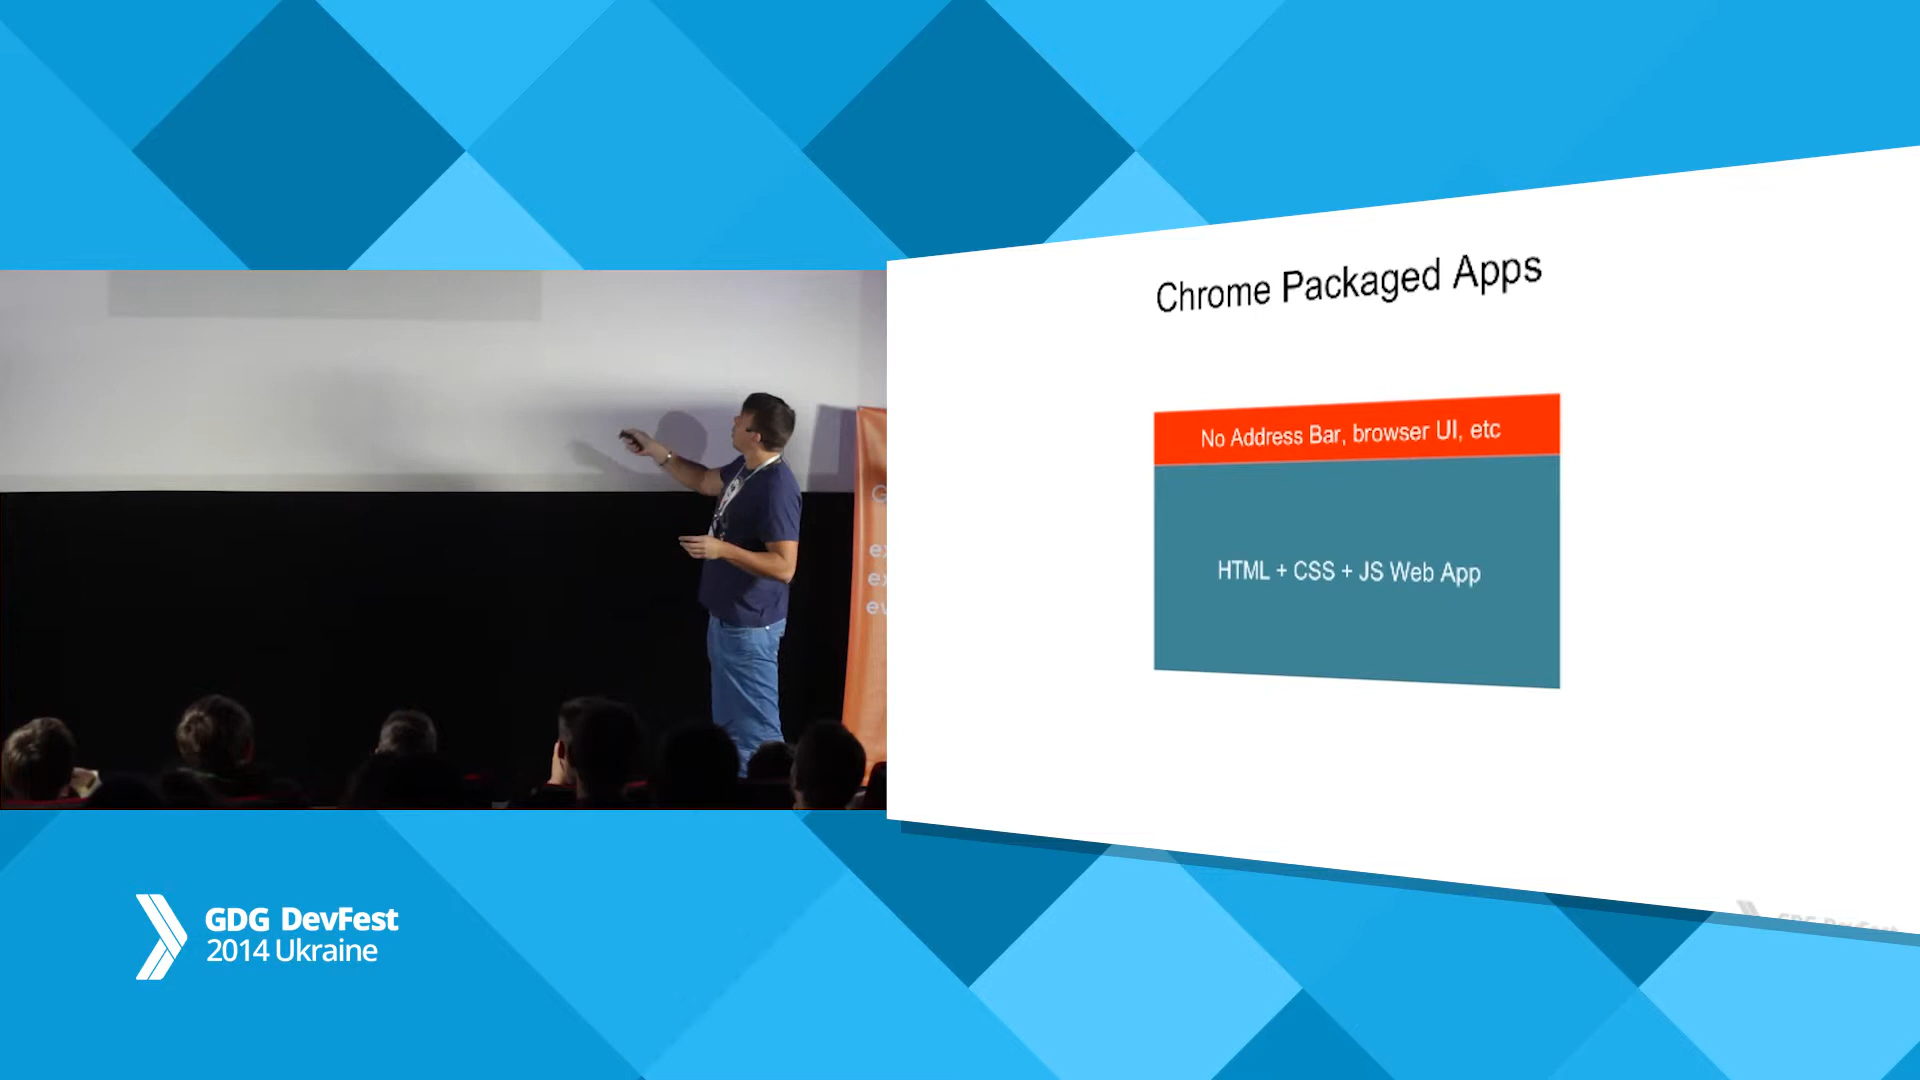 Chrome Packaged Apps
No Address Bar, browser UI, etc
HTML + CSS + JS Web App
GDG DevFest
2014 Ukraine